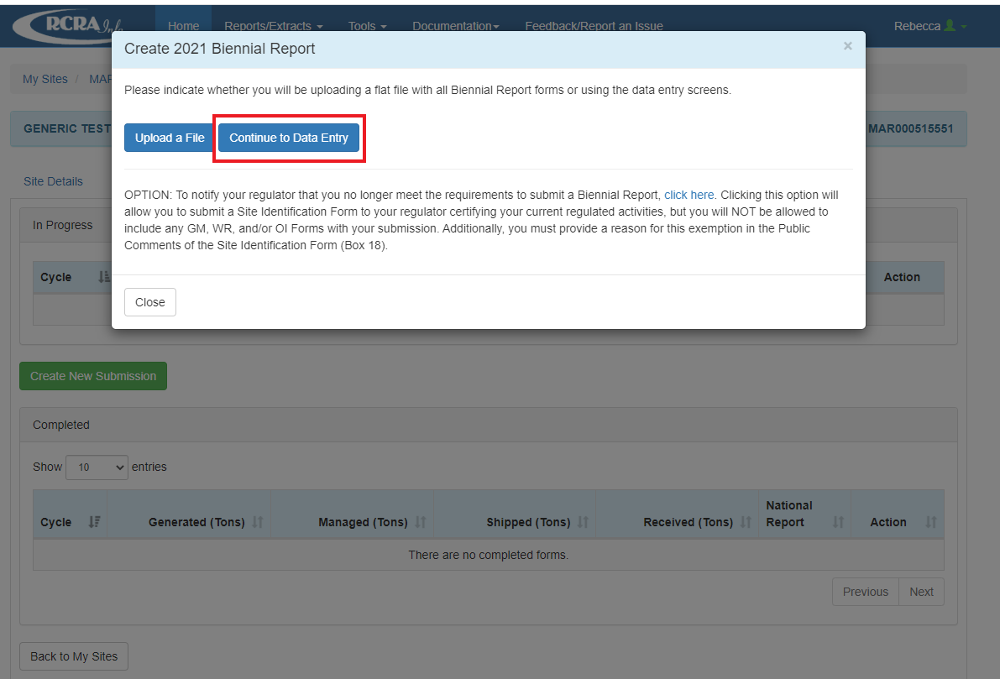 RCRAInfo
Home Reports/Extracts Tools Documentation Feedback/Report an Issue Rebecca
Create 2021 Biennial Report ×
My Sites / MAR
Please indicate whether you will be uploading a flat file with all Biennial Report forms or using the data entry screens.
GENERIC TEST MAR000515551
Upload a File Continue to Data Entry
Site Details
OPTION: To notify your regulator that you no longer meet the requirements to submit a Biennial Report, click here. Clicking this option will
allow you to submit a Site Identification Form to your regulator certifying your current regulated activities, but you will NOT be allowed to
include any GM, WR, and/or OI Forms with your submission. Additionally, you must provide a reason for this exemption in the Public
Comments of the Site Identification Form (Box 18).
In Progress
Cycle Action
Close
Create New Submission
Completed
Show 10 entries
Cycle Generated (Tons) Managed (Tons) Shipped (Tons) Received (Tons) National Report Action
There are no completed forms.
Previous Next
Back to My Sites